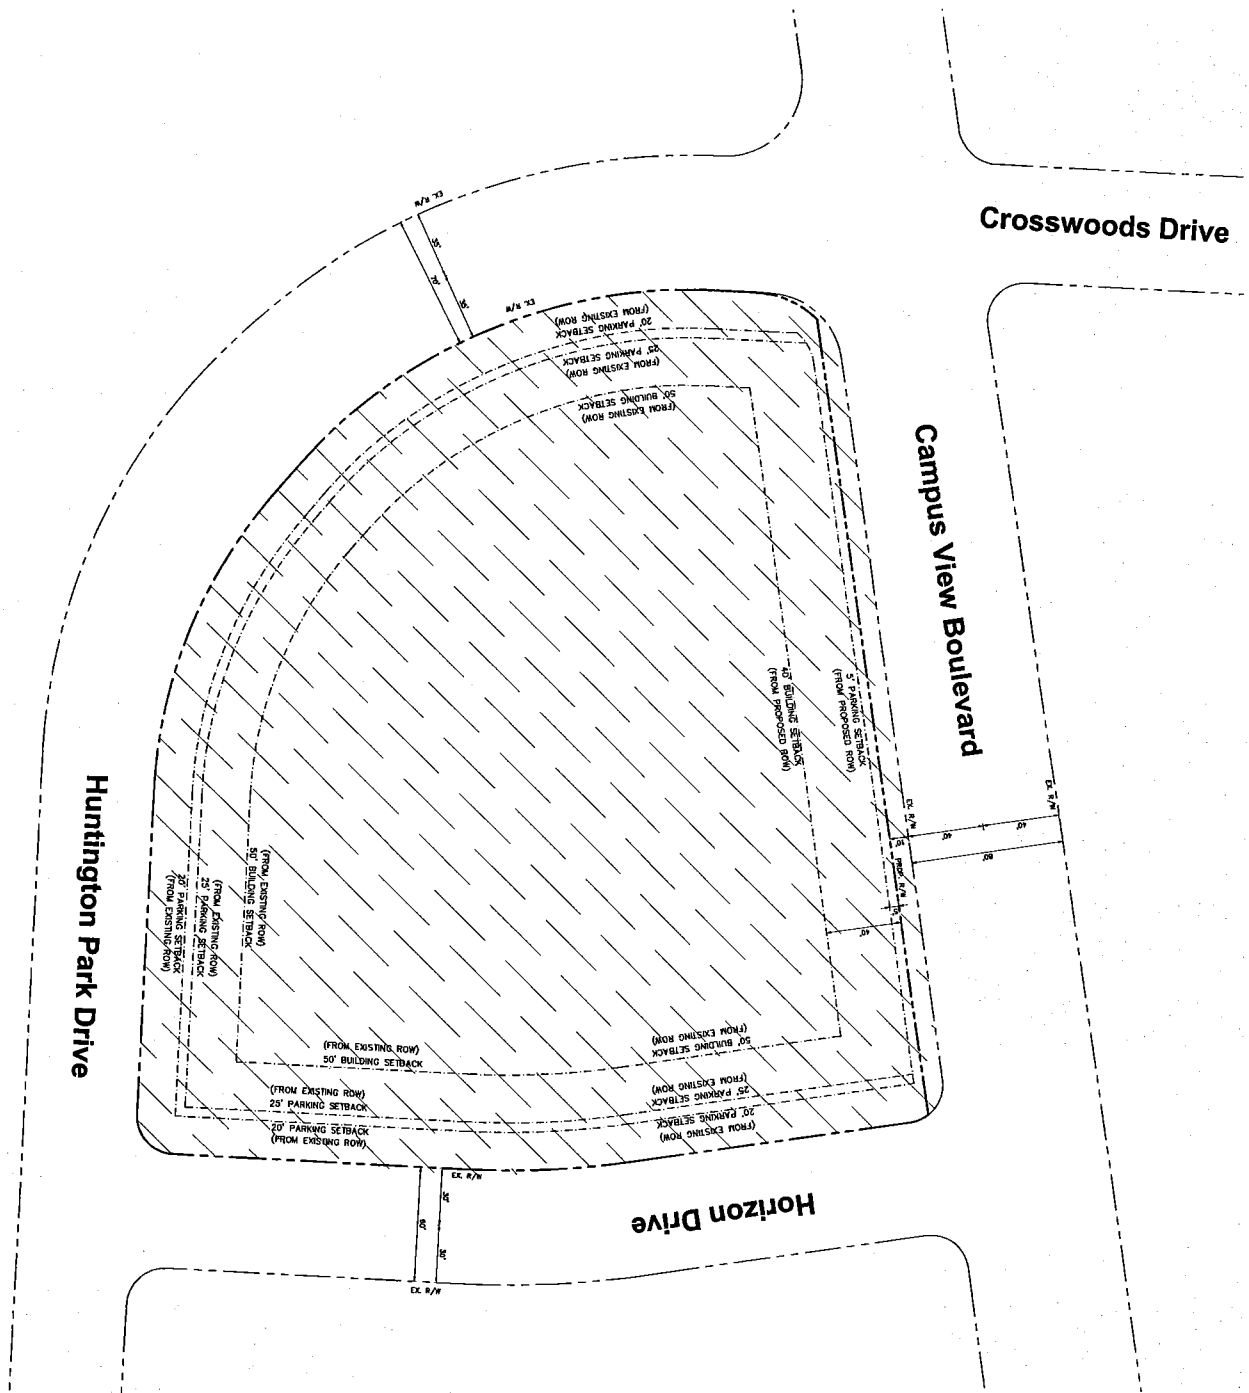 EX. R/W
35'
70'
35'
EX. R/W
Crosswoods Drive
(FROM EXISTING ROW)
20' PARKING SETBACK
25' PARKING SETBACK
(FROM EXISTING ROW)
50' BUILDING SETBACK
(FROM EXISTING ROW)
Campus View Boulevard
40' BUILDING SETBACK
(FROM PROPOSED ROW)
5' PARKING SETBACK
(FROM PROPOSED ROW)
EX. R/W
EX. R/W
10'
40'
40'
80'
PROP. R/W
40'
Huntington Park Drive
(FROM EXISTING ROW)
50' BUILDING SETBACK
(FROM EXISTING ROW)
25' PARKING SETBACK
20' PARKING SETBACK
(FROM EXISTING ROW)
(FROM EXISTING ROW)
50' BUILDING SETBACK
(FROM EXISTING ROW)
50' BUILDING SETBACK
(FROM EXISTING ROW)
25' PARKING SETBACK
(FROM EXISTING ROW)
25' PARKING SETBACK
20' PARKING SETBACK
(FROM EXISTING ROW)
20' PARKING SETBACK
(FROM EXISTING ROW)
EX. R/W
30'
60'
30'
EX. R/W
Horizon Drive